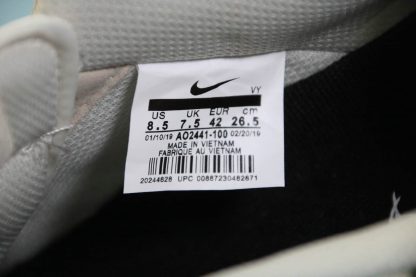 VY
US UK EUR cm
8.5 7.5 42 26.5
01/10/19 AO2441-100 02/20/19
MADE IN VIETNAM
FABRIQUE AU VIETNAM
20244628 UPC 00887230482871